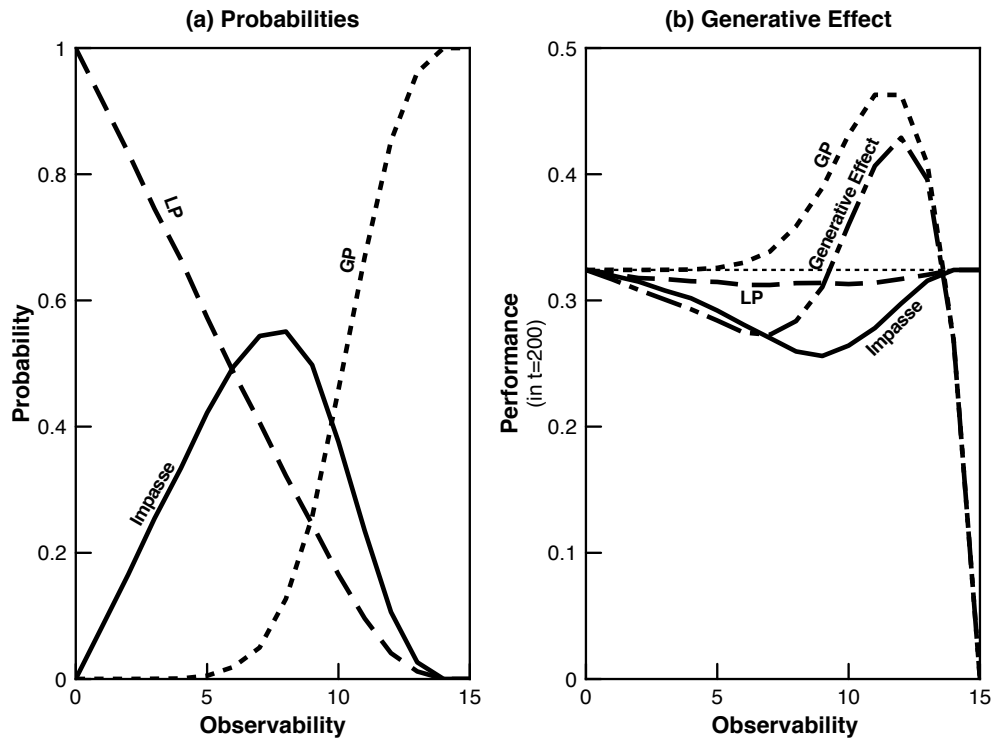 (a) Probabilities
1
0.8
0.6
0.4
0.2
0
0
5
10
15
Probability
Observability
LP
GP
Impasse
(b) Generative Effect
0.5
0.4
0.3
0.2
0.1
0
0
5
10
15
Performance
(in t=200)
Observability
GP
Generative Effect
LP
Impasse